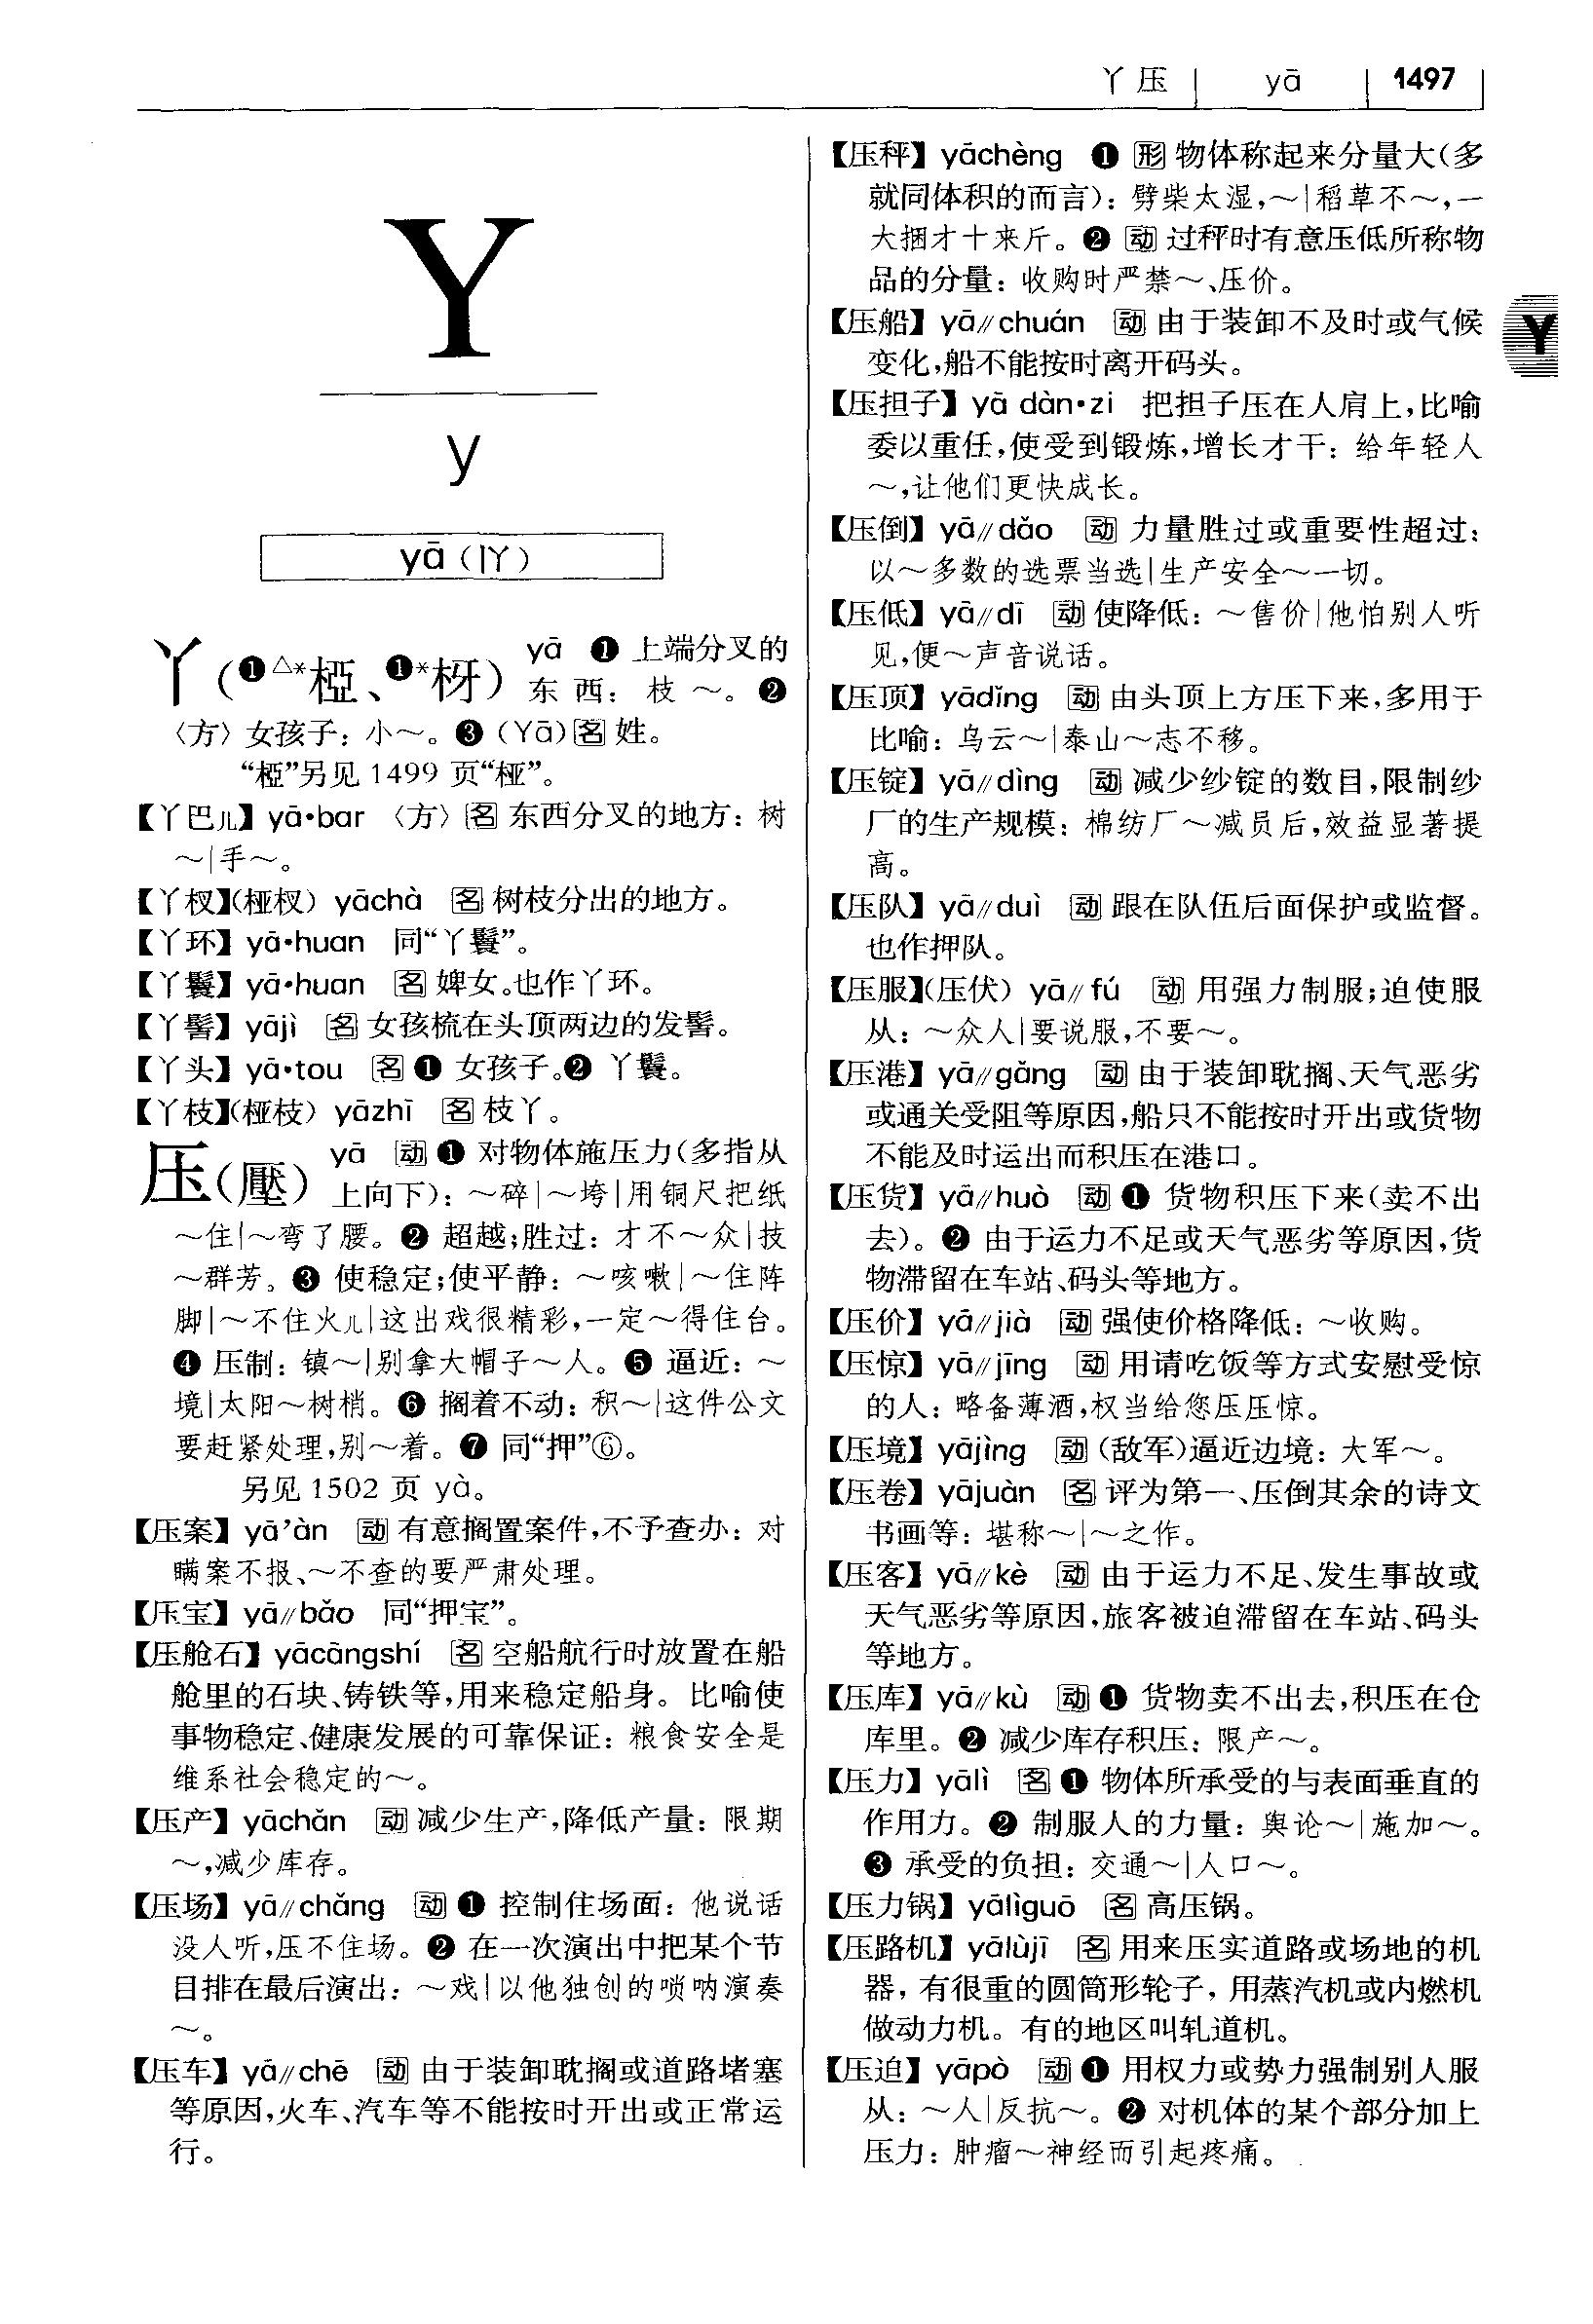 丫压 yā 1497
Y
y
yā（ㄧㄚ）
丫（❶△*椏、❶*枒） yā ❶ 上端分叉的
东西：枝～。❷
〈方〉女孩子：小～。❸（Yā）名 姓。
“椏”另见 1499 页“桠”。
【丫巴儿】yā•bar 〈方〉名 东西分叉的地方：树
～|手～。
【丫杈】（桠杈）yāchà 名 树枝分出的地方。
【丫环】yā•huan 同“丫鬟”。
【丫鬟】yā•huan 名 婢女。也作丫环。
【丫髻】yājì 名 女孩梳在头顶两边的发髻。
【丫头】yā•tou 名 ❶ 女孩子。❷ 丫鬟。
【丫枝】（桠枝）yāzhī 名 枝丫。
压（壓） yā 动 ❶ 对物体施压力（多指从
上向下）：～碎|～垮|用铜尺把纸
～住|～弯了腰。❷ 超越；胜过：才不～众|技
～群芳。❸ 使稳定；使平静：～咳嗽|～住阵
脚|～不住火儿|这出戏很精彩，一定～得住台。
❹ 压制：镇～|别拿大帽子～人。❺ 逼近：～
境|太阳～树梢。❻ 搁着不动：积～|这件公文
要赶紧处理，别～着。❼ 同“押”⑥。
另见 1502 页 yà。
【压案】yā’àn 动 有意搁置案件，不予查办：对
瞒案不报、～不查的要严肃处理。
【压宝】yā∥bǎo 同“押宝”。
【压舱石】yācāngshí 名 空船航行时放置在船
舱里的石块、铸铁等，用来稳定船身。比喻使
事物稳定、健康发展的可靠保证：粮食安全是
维系社会稳定的～。
【压产】yāchǎn 动 减少生产，降低产量：限期
～，减少库存。
【压场】yā∥chǎng 动 ❶ 控制住场面：他说话
没人听，压不住场。❷ 在一次演出中把某个节
目排在最后演出：～戏|以他独创的唢呐演奏
～。
【压车】yā∥chē 动 由于装卸耽搁或道路堵塞
等原因，火车、汽车等不能按时开出或正常运
行。
【压秤】yāchèng ❶ 形 物体称起来分量大（多
就同体积的而言）：劈柴太湿，～|稻草不～，一
大捆才十来斤。❷ 动 过秤时有意压低所称物
品的分量：收购时严禁～、压价。
【压船】yā∥chuán 动 由于装卸不及时或气候
变化，船不能按时离开码头。
Y
【压担子】yā dàn•zi 把担子压在人肩上，比喻
委以重任，使受到锻炼，增长才干：给年轻人
～，让他们更快成长。
【压倒】yā∥dǎo 动 力量胜过或重要性超过：
以～多数的选票当选|生产安全～一切。
【压低】yā∥dī 动 使降低：～售价|他怕别人听
见，便～声音说话。
【压顶】yādǐng 动 由头顶上方压下来，多用于
比喻：乌云～|泰山～志不移。
【压锭】yā∥dìng 动 减少纱锭的数目，限制纱
厂的生产规模：棉纺厂～减员后，效益显著提
高。
【压队】yā∥duì 动 跟在队伍后面保护或监督。
也作押队。
【压服】（压伏）yā∥fú 动 用强力制服；迫使服
从：～众人|要说服，不要～。
【压港】yā∥gǎng 动 由于装卸耽搁、天气恶劣
或通关受阻等原因，船只不能按时开出或货物
不能及时运出而积压在港口。
【压货】yā∥huò 动 ❶ 货物积压下来（卖不出
去）。❷ 由于运力不足或天气恶劣等原因，货
物滞留在车站、码头等地方。
【压价】yā∥jià 动 强使价格降低：～收购。
【压惊】yā∥jīng 动 用请吃饭等方式安慰受惊
的人：略备薄酒，权当给您压压惊。
【压境】yājìng 动 （敌军）逼近边境：大军～。
【压卷】yājuàn 名 评为第一、压倒其余的诗文
书画等：堪称～|～之作。
【压客】yā∥kè 动 由于运力不足、发生事故或
天气恶劣等原因，旅客被迫滞留在车站、码头
等地方。
【压库】yā∥kù 动 ❶ 货物卖不出去，积压在仓
库里。❷ 减少库存积压：限产～。
【压力】yālì 名 ❶ 物体所承受的与表面垂直的
作用力。❷ 制服人的力量：舆论～|施加～。
❸ 承受的负担：交通～|人口～。
【压力锅】yālìguō 名 高压锅。
【压路机】yālùjī 名 用来压实道路或场地的机
器，有很重的圆筒形轮子，用蒸汽机或内燃机
做动力机。有的地区叫轧道机。
【压迫】yāpò 动 ❶ 用权力或势力强制别人服
从：～人|反抗～。❷ 对机体的某个部分加上
压力：肿瘤～神经而引起疼痛。